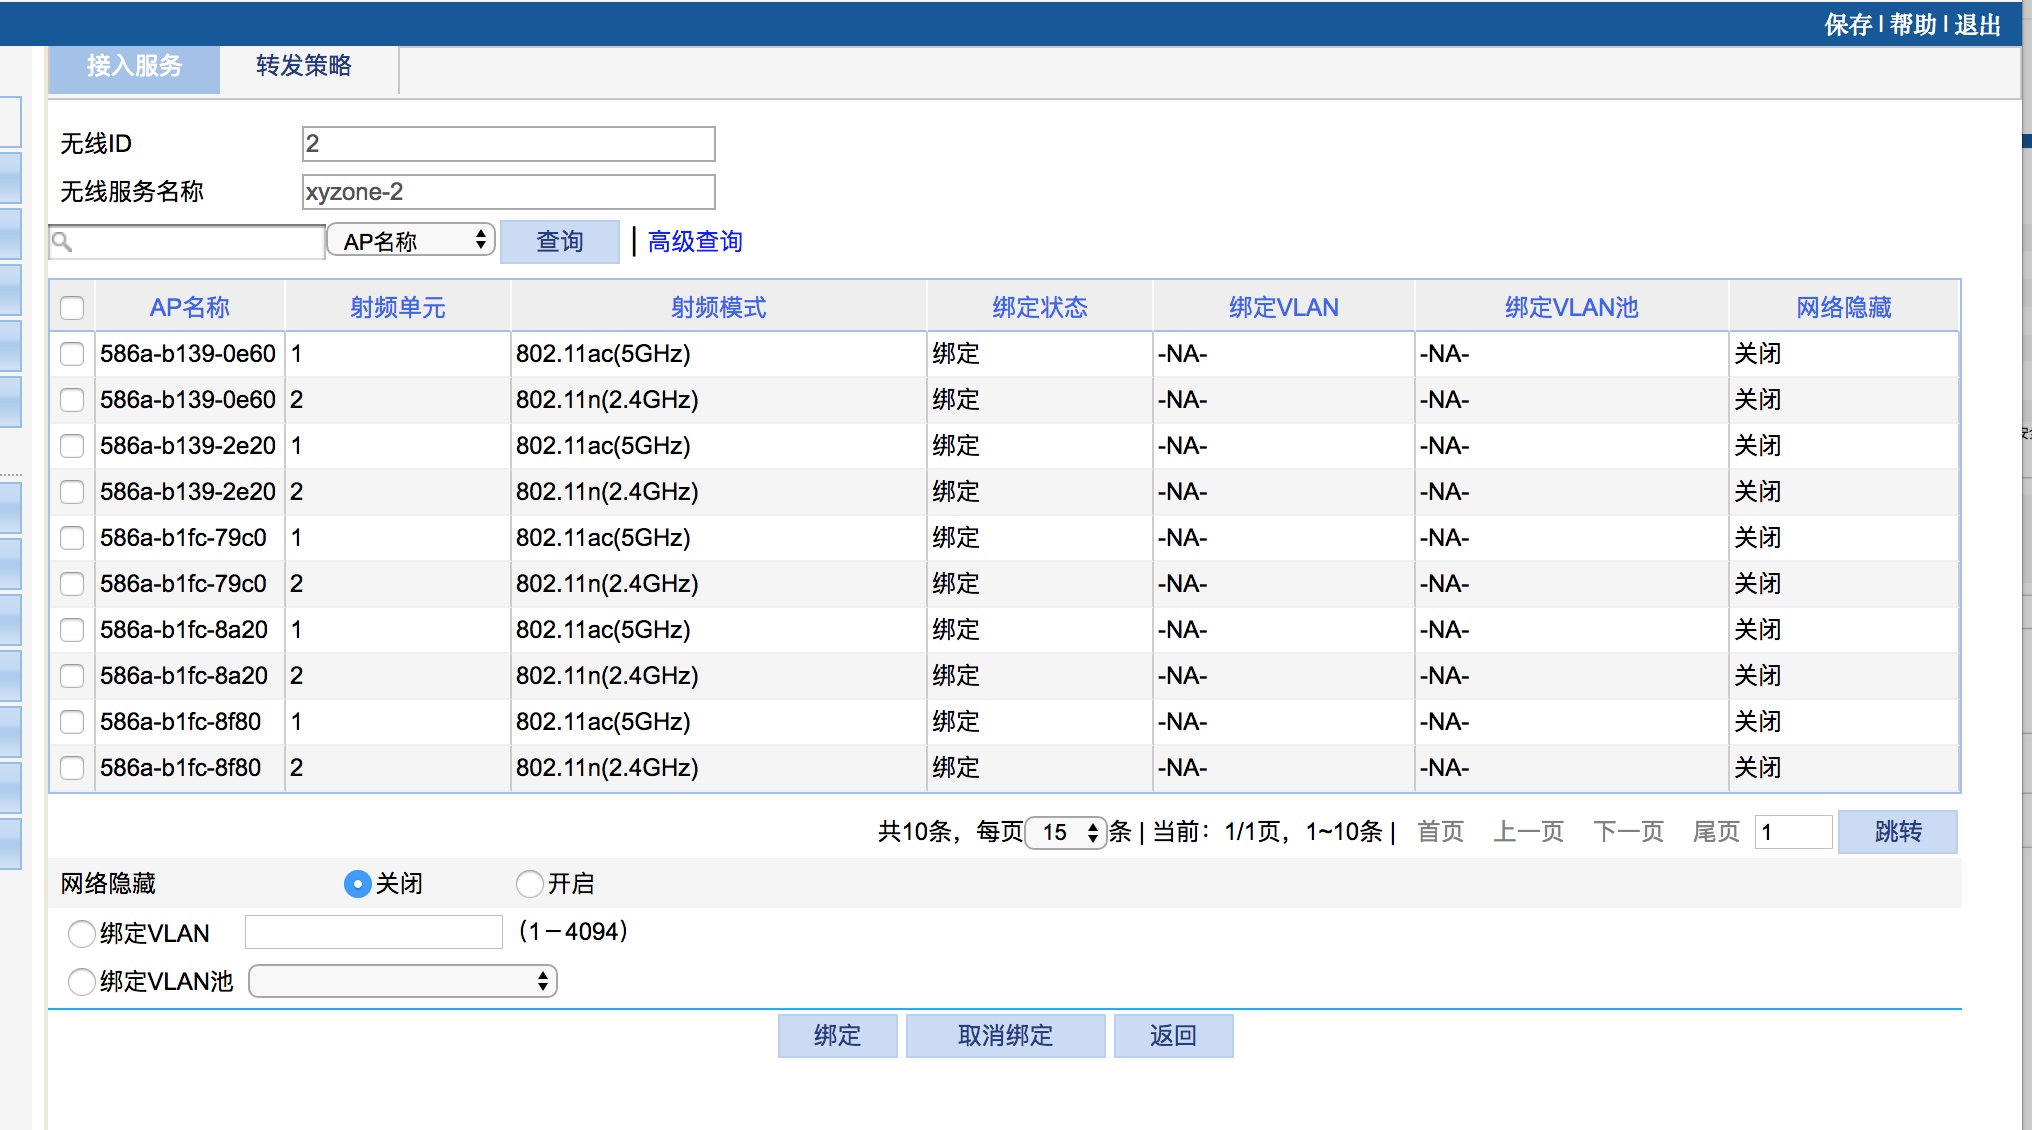 保存 | 帮助 | 退出
接入服务 转发策略
无线ID 2
无线服务名称 xyzone-2
AP名称 查询 | 高级查询
AP名称 射频单元 射频模式 绑定状态 绑定VLAN 绑定VLAN池 网络隐藏
586a-b139-0e60 1 802.11ac(5GHz) 绑定 -NA- -NA- 关闭
586a-b139-0e60 2 802.11n(2.4GHz) 绑定 -NA- -NA- 关闭
586a-b139-2e20 1 802.11ac(5GHz) 绑定 -NA- -NA- 关闭
586a-b139-2e20 2 802.11n(2.4GHz) 绑定 -NA- -NA- 关闭
586a-b1fc-79c0 1 802.11ac(5GHz) 绑定 -NA- -NA- 关闭
586a-b1fc-79c0 2 802.11n(2.4GHz) 绑定 -NA- -NA- 关闭
586a-b1fc-8a20 1 802.11ac(5GHz) 绑定 -NA- -NA- 关闭
586a-b1fc-8a20 2 802.11n(2.4GHz) 绑定 -NA- -NA- 关闭
586a-b1fc-8f80 1 802.11ac(5GHz) 绑定 -NA- -NA- 关闭
586a-b1fc-8f80 2 802.11n(2.4GHz) 绑定 -NA- -NA- 关闭
共10条，每页 15 条 | 当前：1/1页，1~10条 | 首页 上一页 下一页 尾页 1 跳转
网络隐藏 关闭 开启
绑定VLAN （1－4094）
绑定VLAN池
绑定 取消绑定 返回